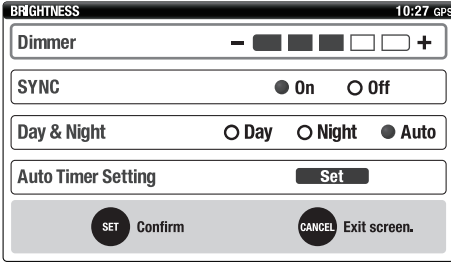 BRIGHTNESS 10:27 GPS
Dimmer - +
SYNC On Off
Day & Night Day Night Auto
Auto Timer Setting Set
SET Confirm CANCEL Exit screen.